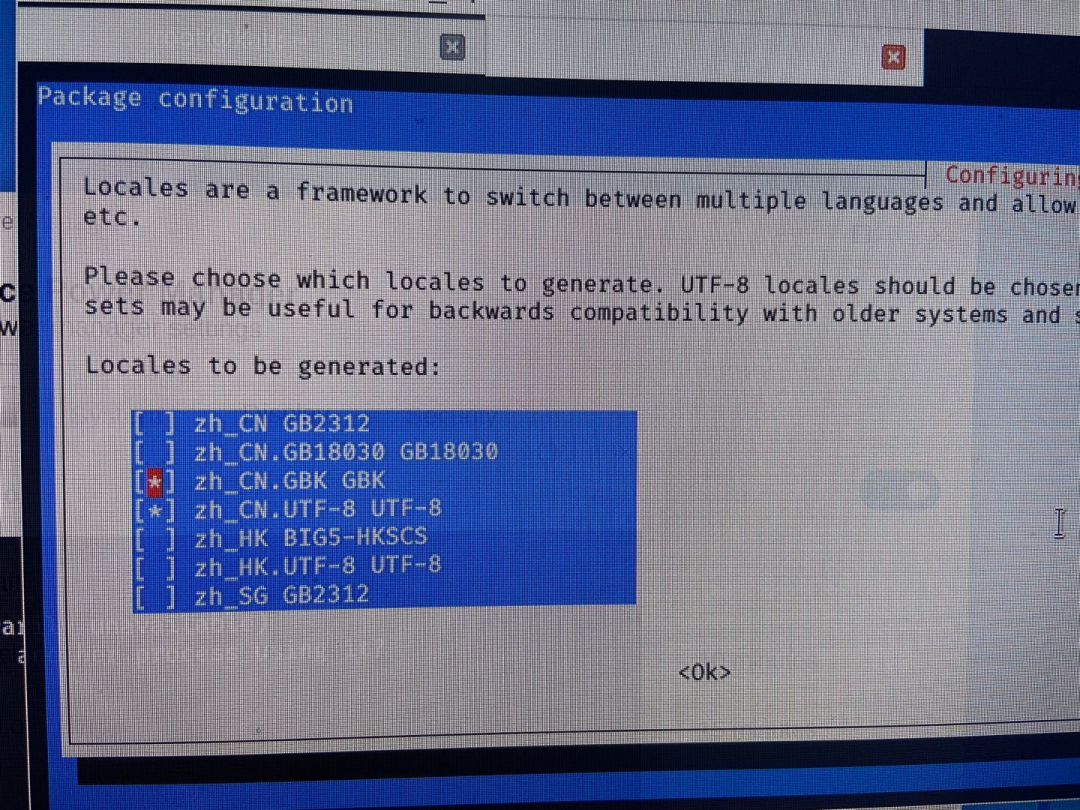 Package configuration
Configuring
Locales are a framework to switch between multiple languages and allow
etc.
Please choose which locales to generate. UTF-8 locales should be chosen
sets may be useful for backwards compatibility with older systems and
Locales to be generated:
[ ] zh_CN GB2312
[ ] zh_CN.GB18030 GB18030
[*] zh_CN.GBK GBK
[*] zh_CN.UTF-8 UTF-8
[ ] zh_HK BIG5-HKSCS
[ ] zh_HK.UTF-8 UTF-8
[ ] zh_SG GB2312
<Ok>